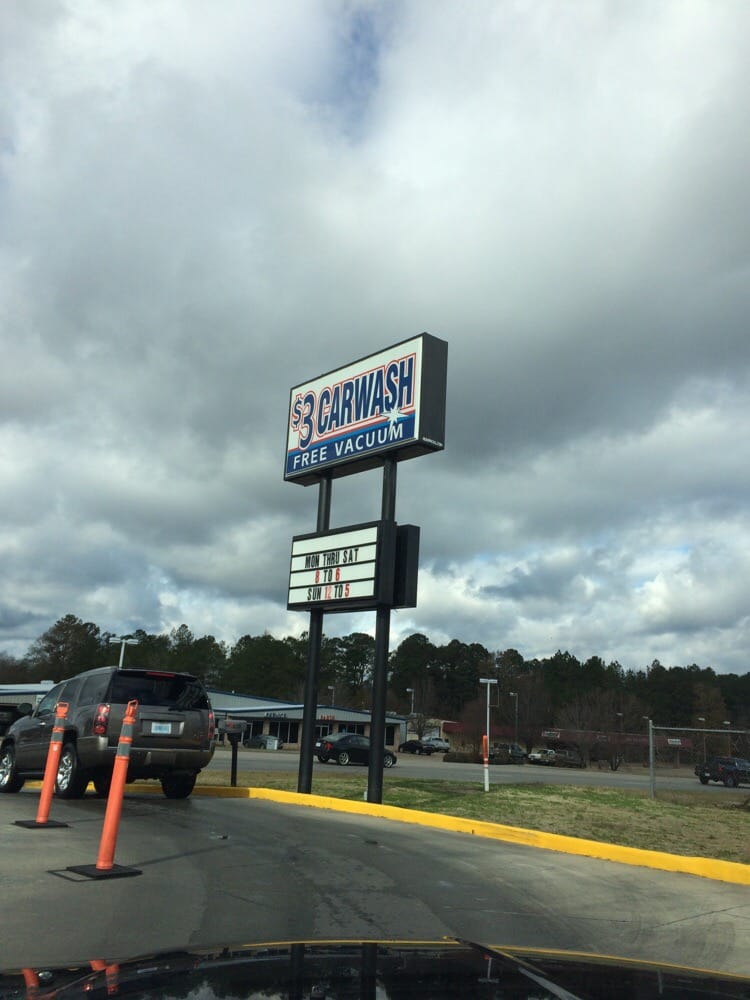 $3 CARWASH
FREE VACUUM
MON THRU SAT
8 TO 6
SUN 12 TO 5